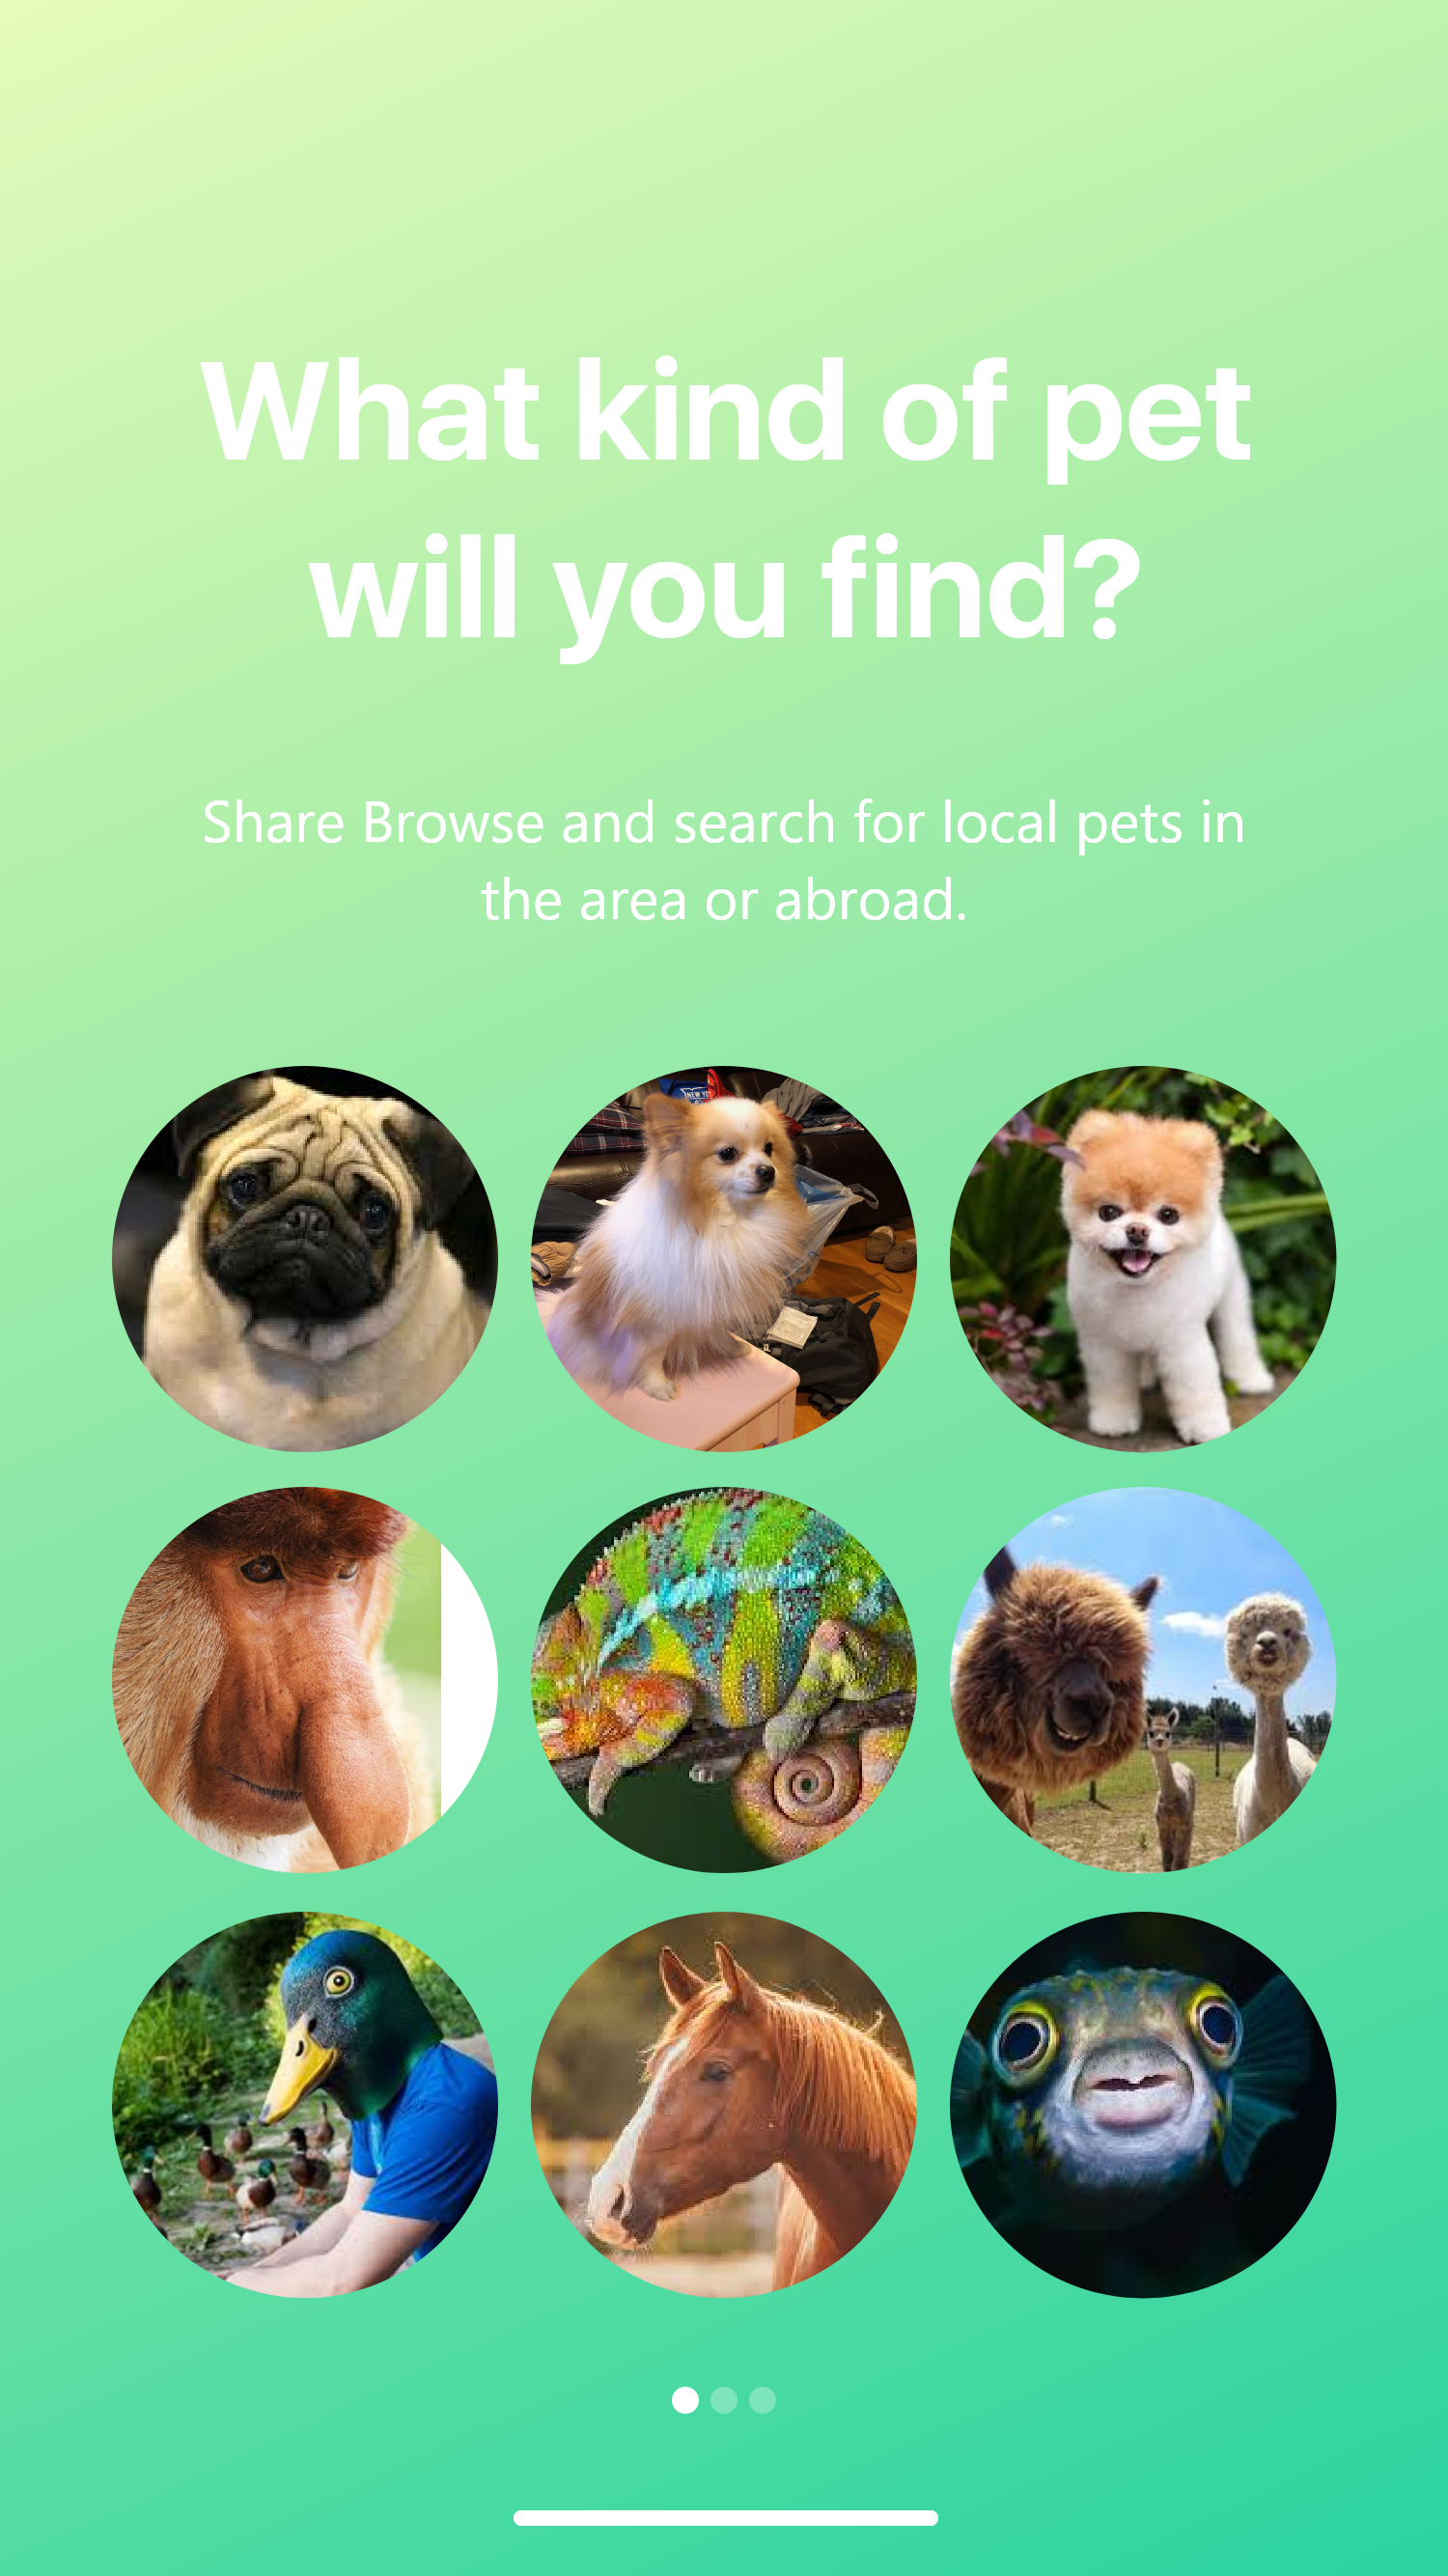 What kind of pet
will you find?
Share Browse and search for local pets in
the area or abroad.